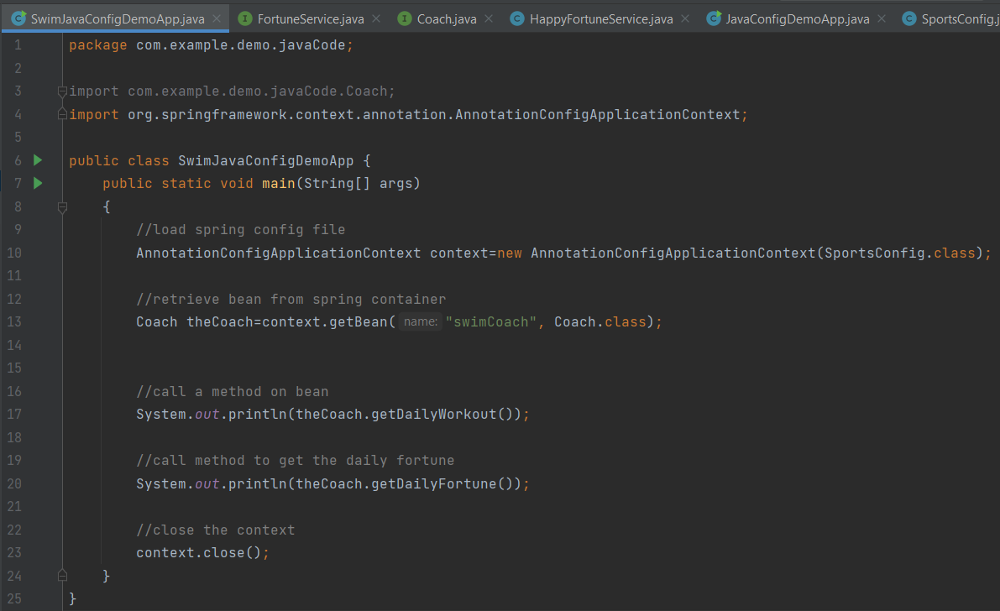 SwimJavaConfigDemoApp.java FortuneService.java Coach.java HappyFortuneService.java JavaConfigDemoApp.java SportsConfig.j
1 package com.example.demo.javaCode;
2
3 import com.example.demo.javaCode.Coach;
4 import org.springframework.context.annotation.AnnotationConfigApplicationContext;
5
6 public class SwimJavaConfigDemoApp {
7 public static void main(String[] args)
8 {
9 //load spring config file
10 AnnotationConfigApplicationContext context=new AnnotationConfigApplicationContext(SportsConfig.class);
11
12 //retrieve bean from spring container
13 Coach theCoach=context.getBean( name: "swimCoach", Coach.class);
14
15
16 //call a method on bean
17 System.out.println(theCoach.getDailyWorkout());
18
19 //call method to get the daily fortune
20 System.out.println(theCoach.getDailyFortune());
21
22 //close the context
23 context.close();
24 }
25 }